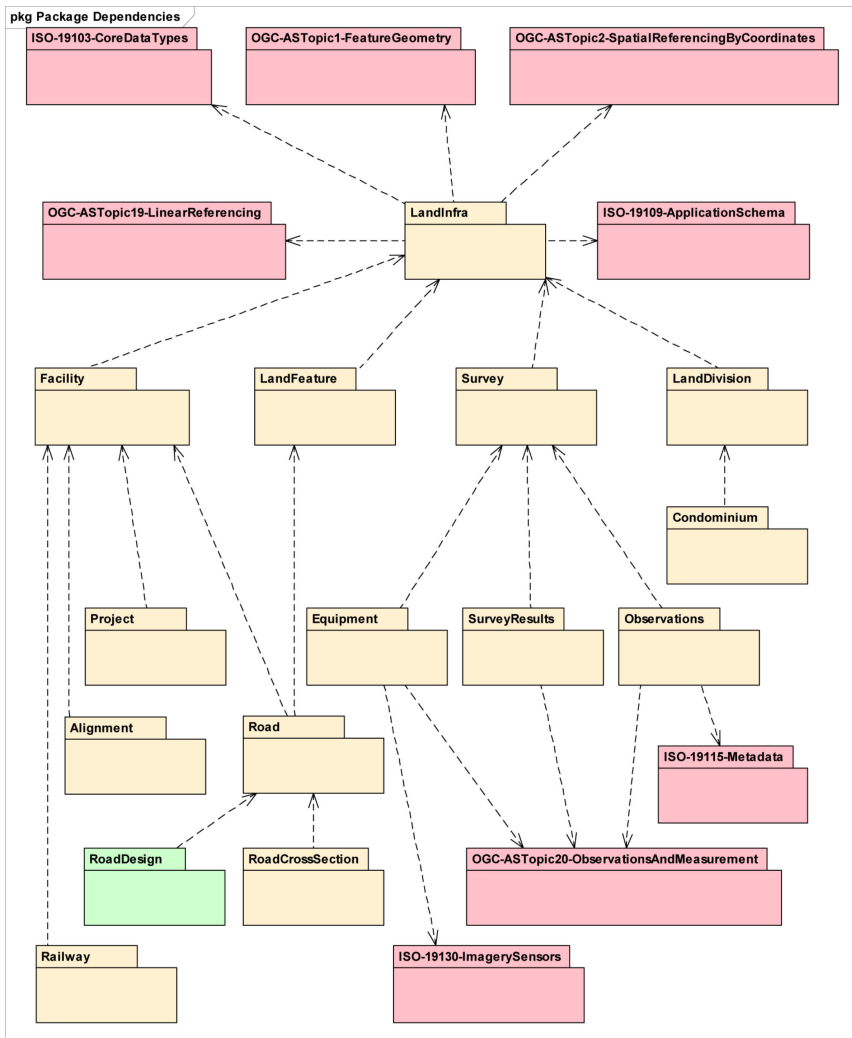 pkg Package Dependencies
ISO-19103-CoreDataTypes
OGC-ASTopic1-FeatureGeometry
OGC-ASTopic2-SpatialReferencingByCoordinates
OGC-ASTopic19-LinearReferencing
LandInfra
ISO-19109-ApplicationSchema
Facility
LandFeature
Survey
LandDivision
Condominium
Project
Equipment
SurveyResults
Observations
Alignment
Road
ISO-19115-Metadata
RoadDesign
RoadCrossSection
OGC-ASTopic20-ObservationsAndMeasurement
Railway
ISO-19130-ImagerySensors